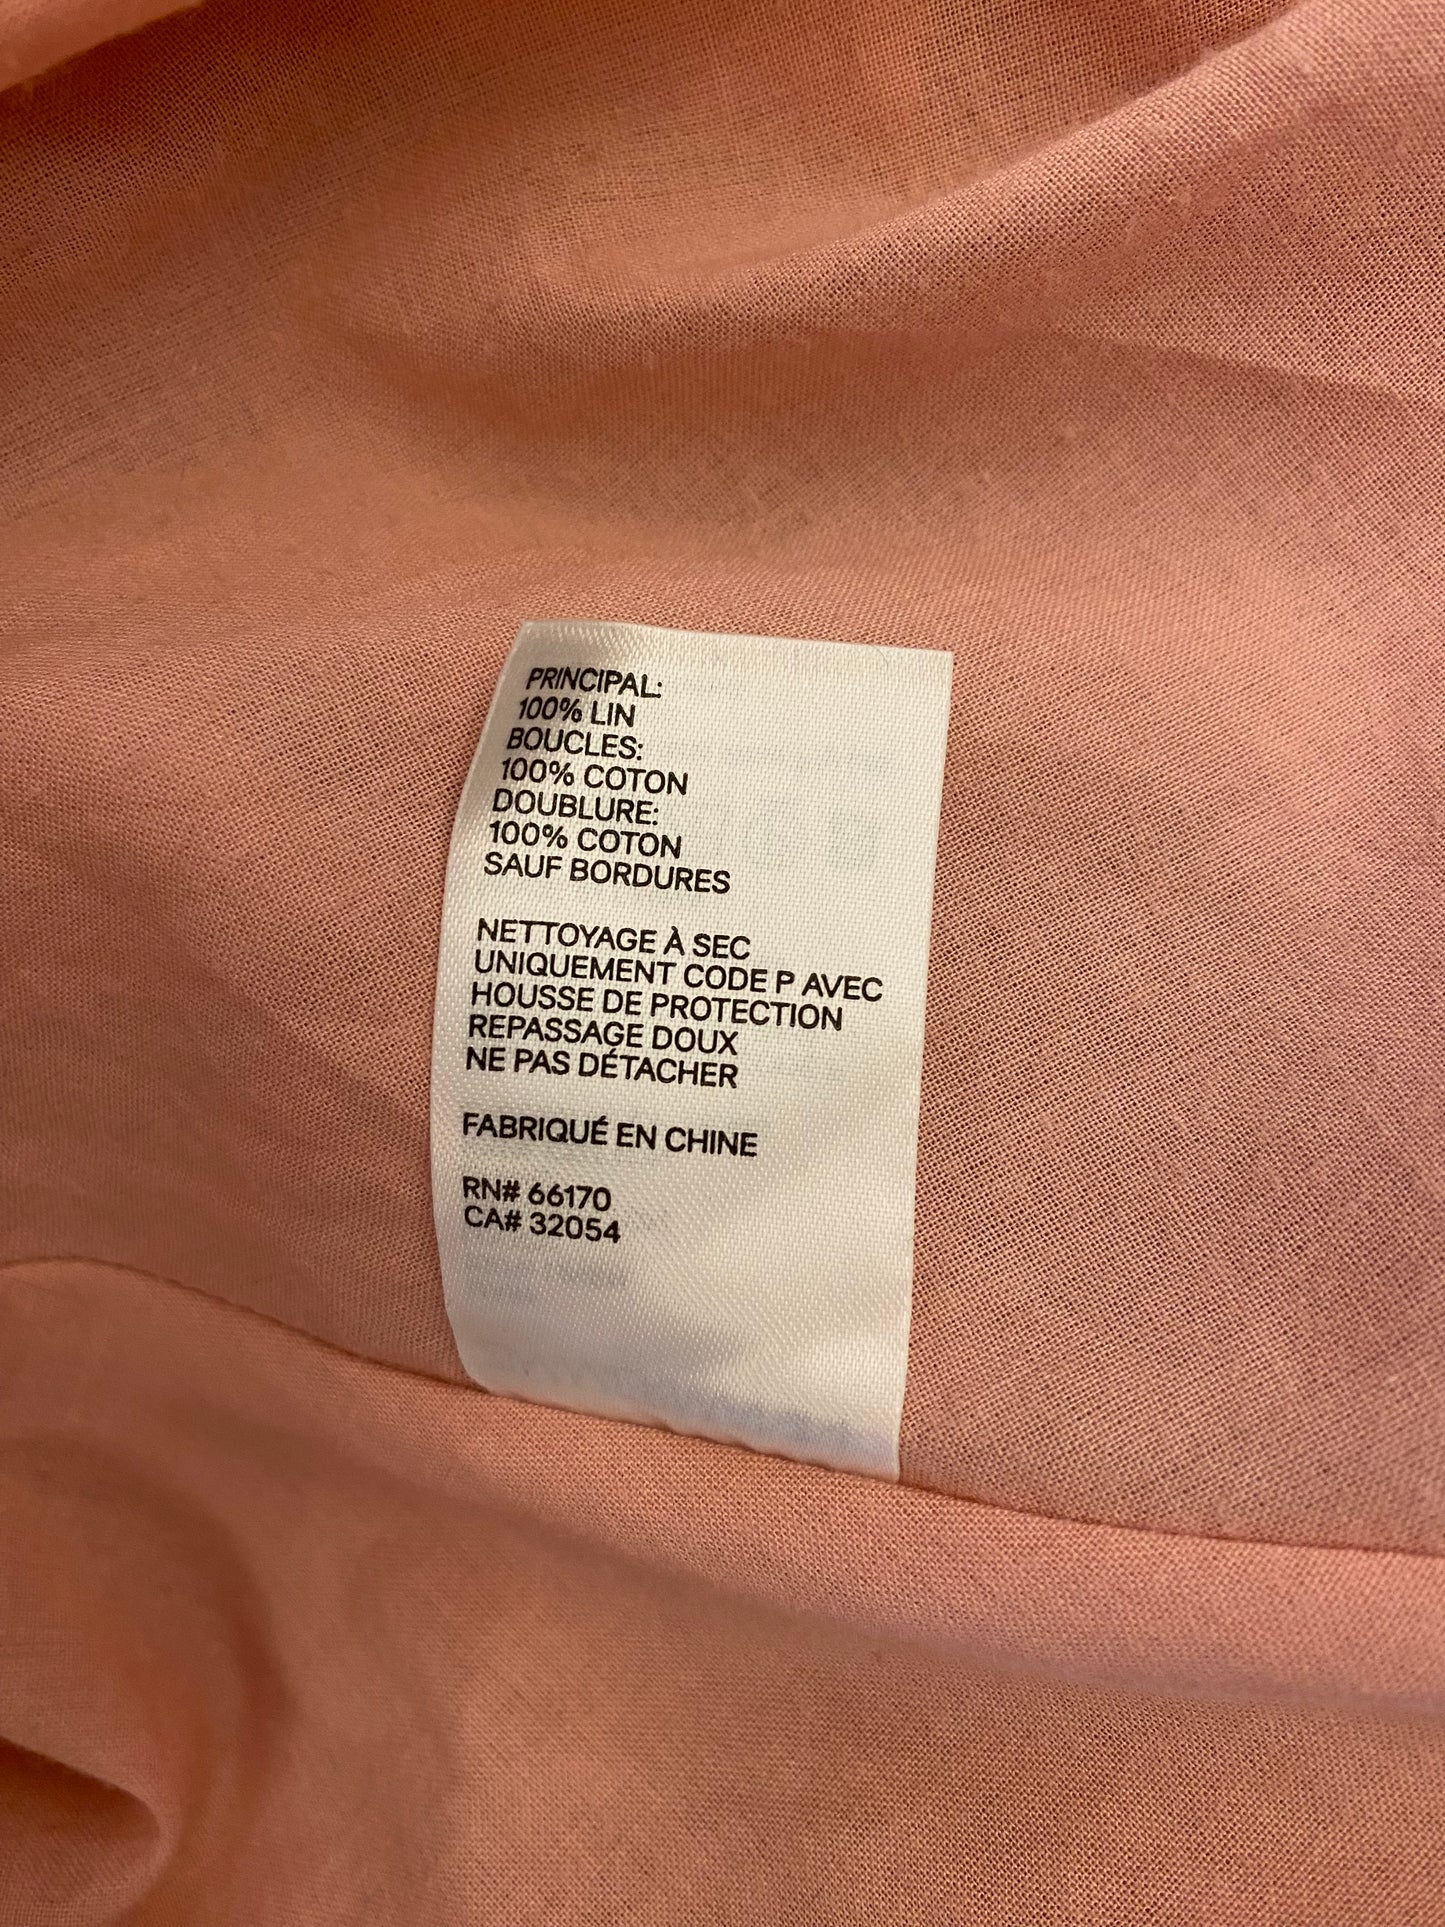 PRINCIPAL:
100% LIN
BOUCLES:
100% COTON
DOUBLURE:
100% COTON
SAUF BORDURES
NETTOYAGE À SEC
UNIQUEMENT CODE P AVEC
HOUSSE DE PROTECTION
REPASSAGE DOUX
NE PAS DÉTACHER
FABRIQUÉ EN CHINE
RN# 66170
CA# 32054